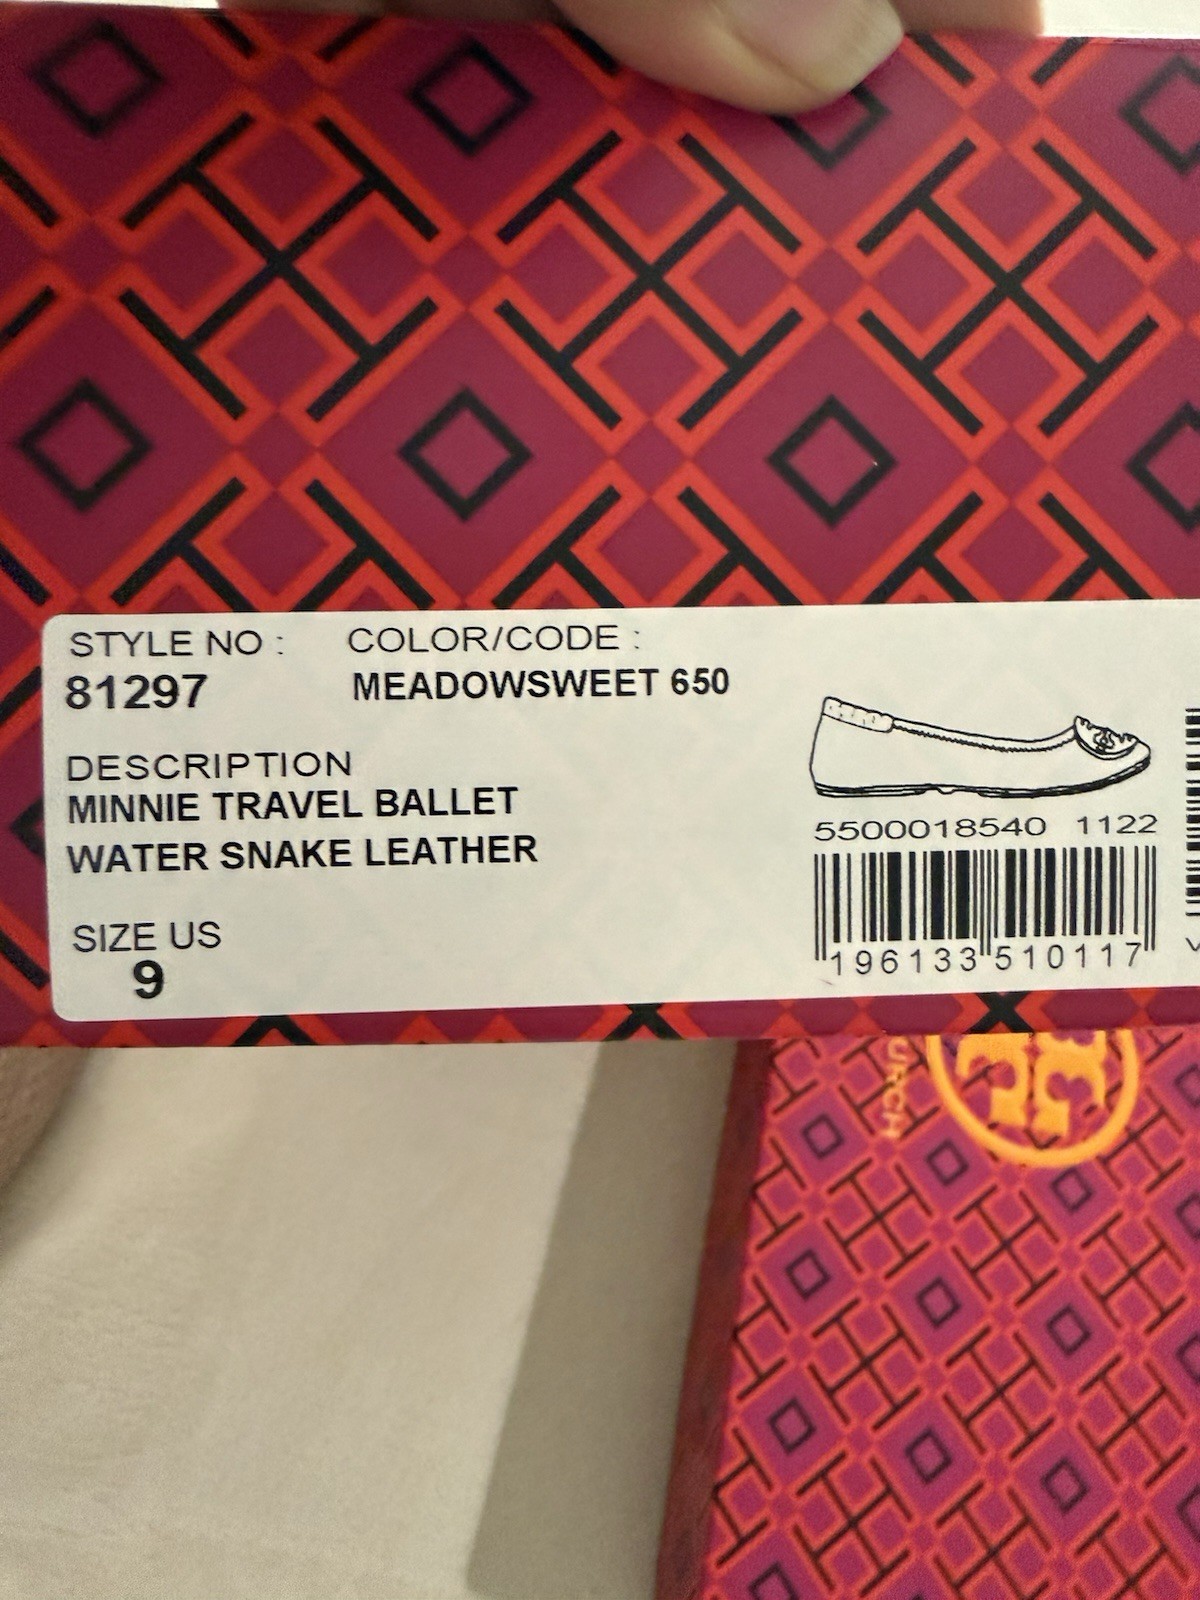 STYLE NO :
81297
COLOR/CODE :
MEADOWSWEET 650
DESCRIPTION
MINNIE TRAVEL BALLET
WATER SNAKE LEATHER
SIZE US
9
5500018540 1122
196133 510117
URCH